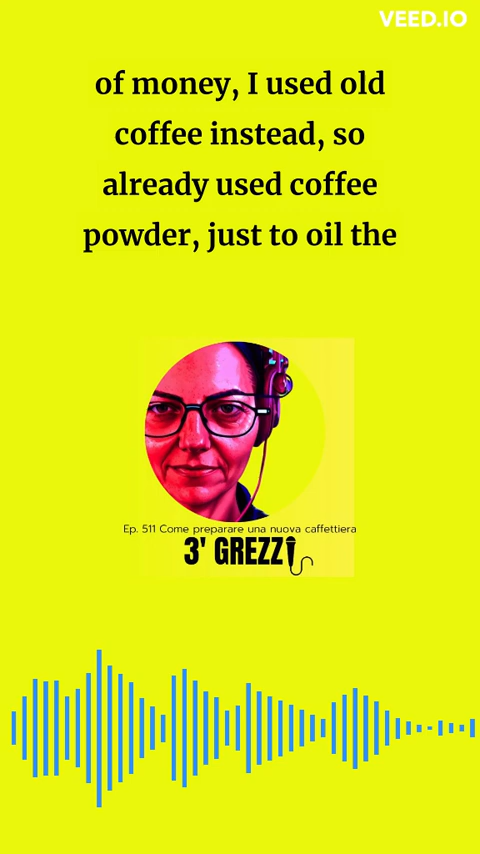 VEED.IO
of money, I used old
coffee instead, so
already used coffee
powder, just to oil the
Ep. 511 Come preparare una nuova caffettiera
3' GREZZI